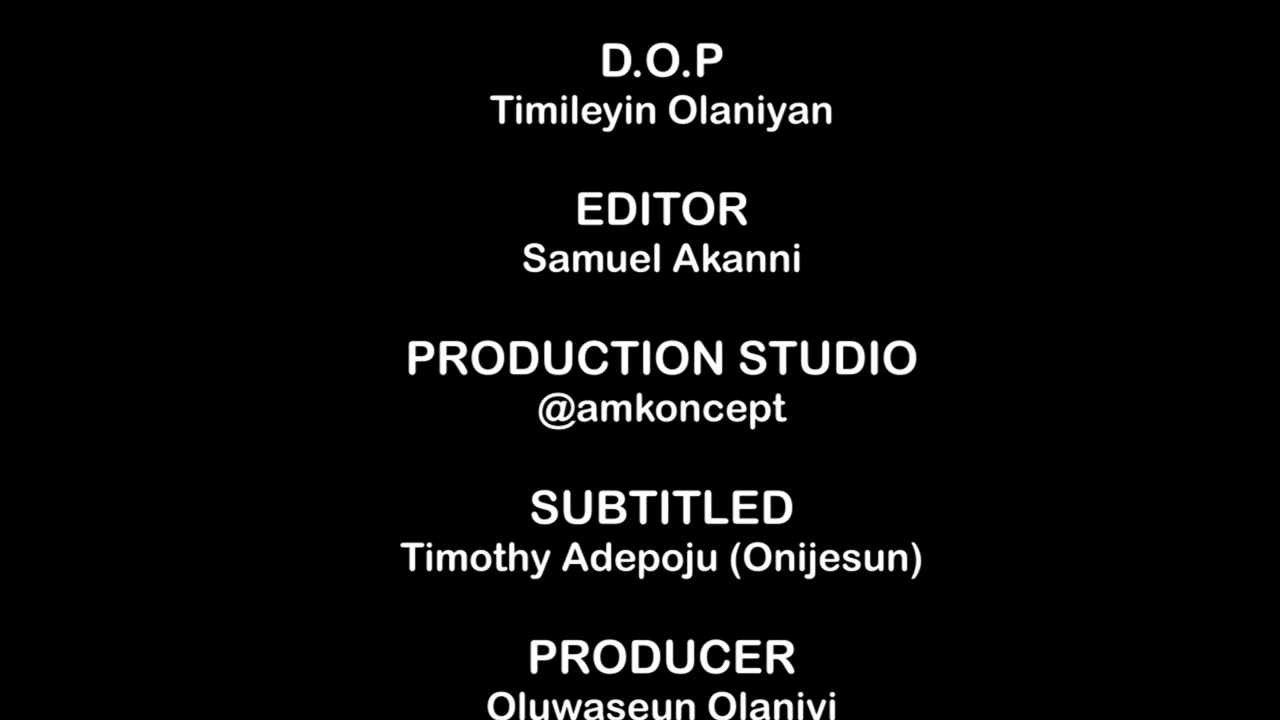 D.O.P
Timileyin Olaniyan
EDITOR
Samuel Akanni
PRODUCTION STUDIO
@amkoncept
SUBTITLED
Timothy Adepoju (Onijesun)
PRODUCER
Oluwaseun Olaniyi